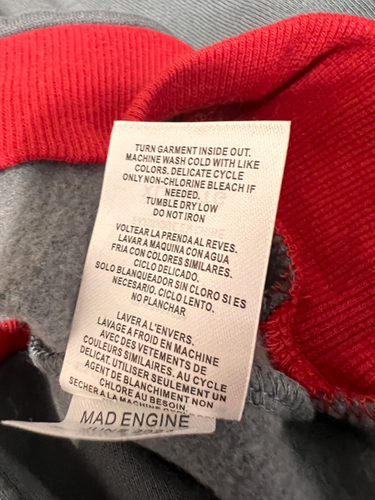 TURN GARMENT INSIDE OUT.
MACHINE WASH COLD WITH LIKE
COLORS. DELICATE CYCLE
ONLY NON-CHLORINE BLEACH IF
NEEDED.
TUMBLE DRY LOW
DO NOT IRON
VOLTEAR LA PRENDA AL REVES.
LAVAR A MAQUINA CON AGUA
FRIA CON COLORES SIMILARES.
CICLO DELICADO.
SOLO BLANQUEADOR SIN CLORO SI ES
NECESARIO, CICLO LENTO,
NO PLANCHAR
LAVER A L'ENVERS.
LAVAGE A FROID EN MACHINE
AVEC DES VETEMENTS DE
COULEURS SIMILAIRES. AU CYCLE
DELICAT. UTILISER SEULEMENT UN
AGENT DE BLANCHIMENT NON
CHLORE AU BESOIN.
SECHER A LA MACHINE
MAD ENGINE
JUNE